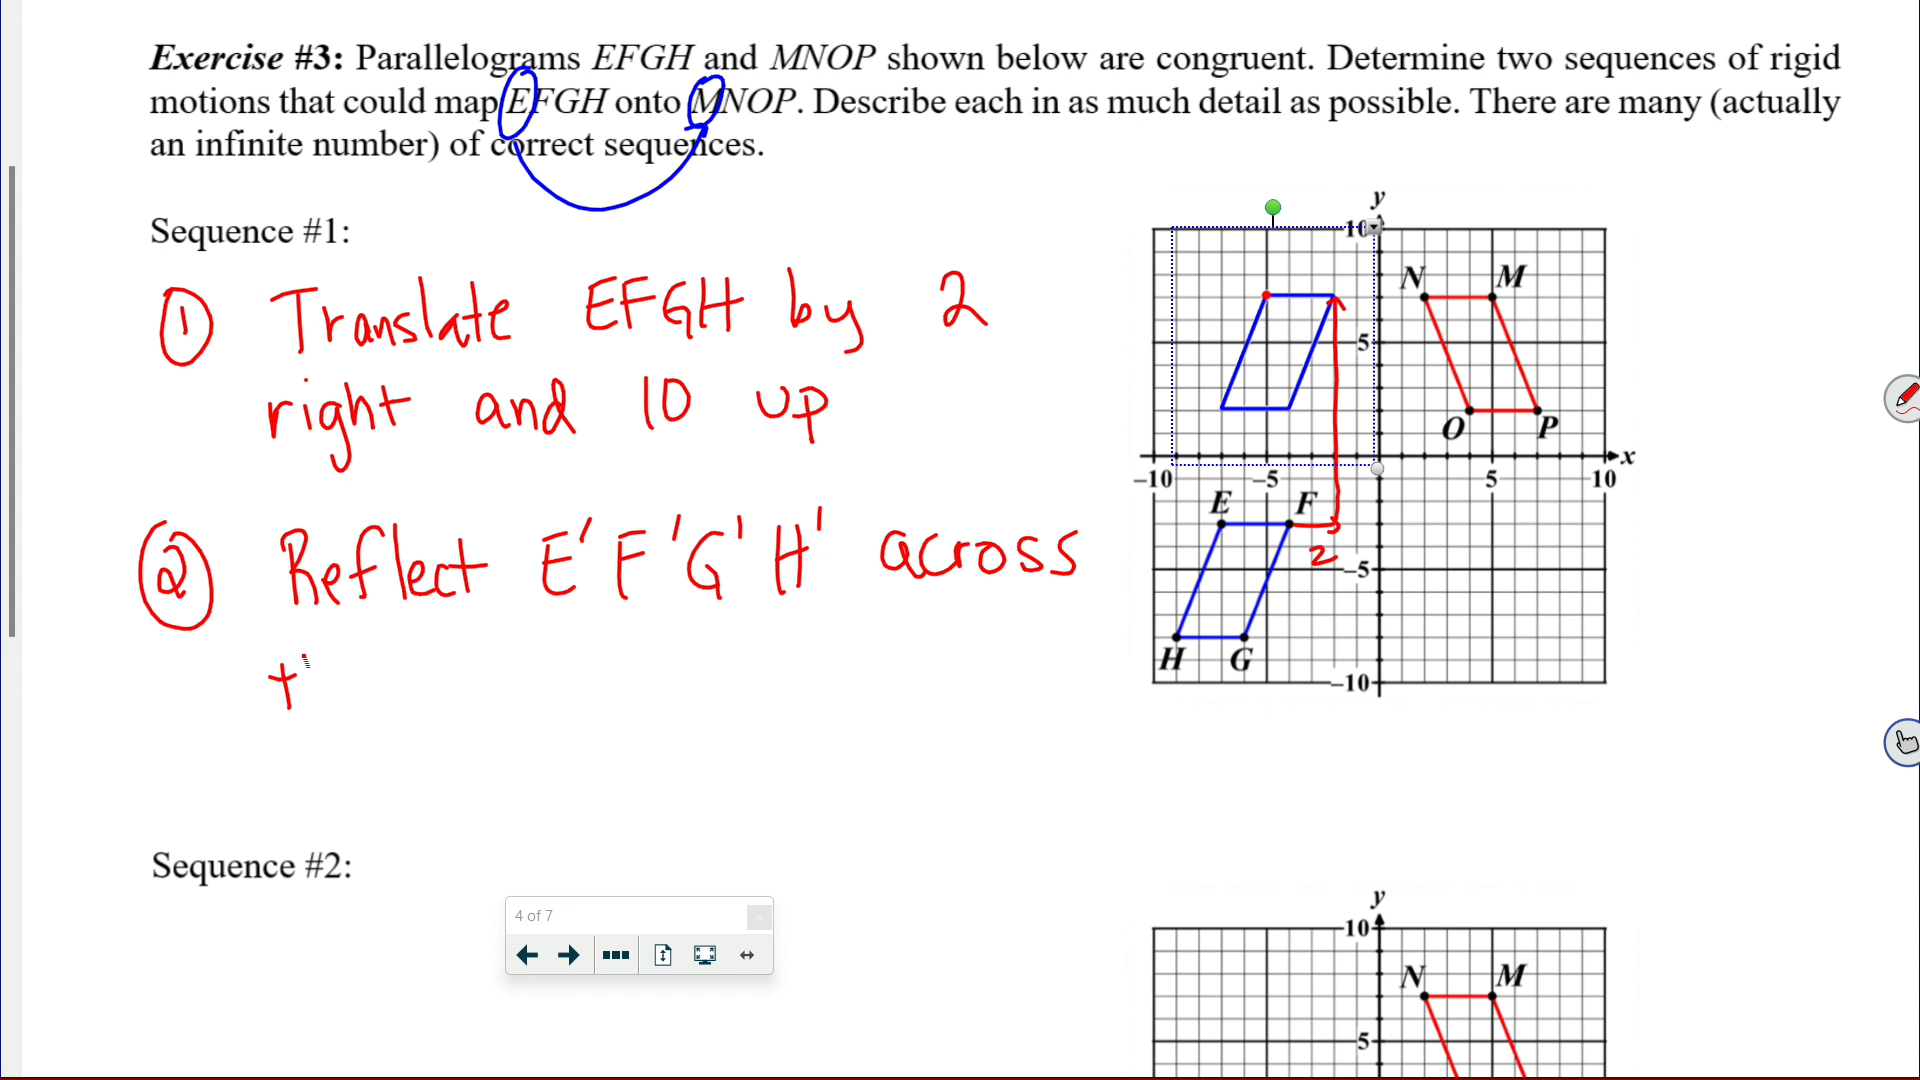 Exercise #3: Parallelograms EFGH and MNOP shown below are congruent. Determine two sequences of rigid
motions that could map EFGH onto MNOP. Describe each in as much detail as possible. There are many (actually
an infinite number) of correct sequences.
Sequence #1:
① Translate EFGH by 2
right and 10 up
② Reflect E'F'G'H' across
t
y
10
N M
5
O P
x
-10 -5 5 10
E F
2
-5
H G
-10
Sequence #2:
4 of 7
y
10
N M
5